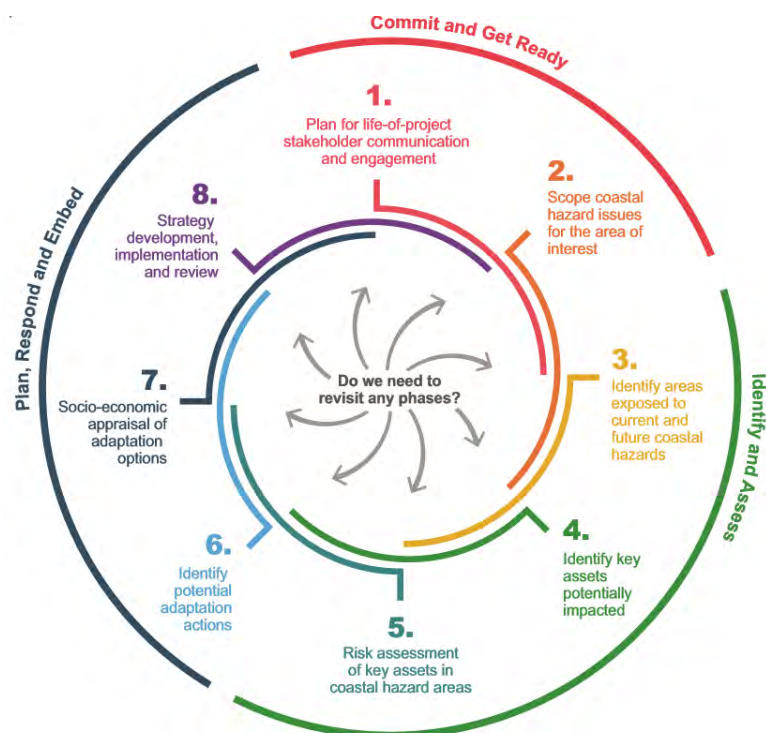 Commit and Get Ready
1.
Plan for life-of-project
stakeholder communication
and engagement
2.
Scope coastal
hazard issues
for the area of
interest
Identify and Assess
3.
Identify areas
exposed to
current and
future coastal
hazards
4.
Identify key
assets
potentially
impacted
5.
Risk assessment
of key assets in
coastal hazard areas
Plan, Respond and Embed
6.
Identify
potential
adaptation
actions
7.
Socio-economic
appraisal of
adaptation
options
8.
Strategy
development,
implementation
and review
Do we need to
revisit any phases?